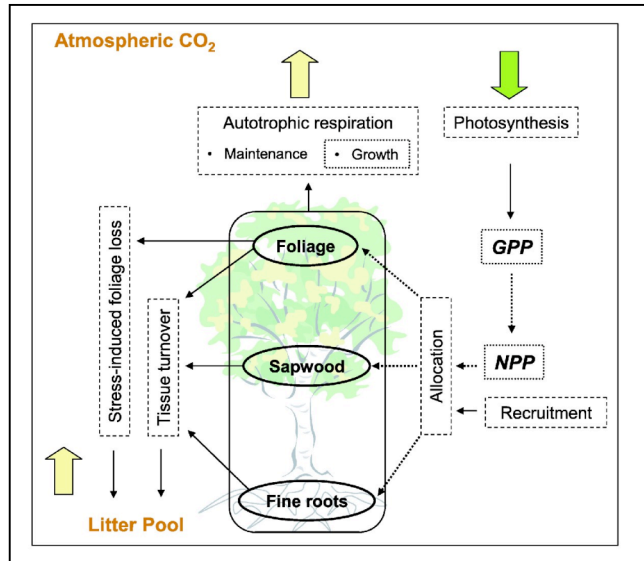 Atmospheric CO₂
Autotrophic respiration
• Maintenance
• Growth
Photosynthesis
GPP
NPP
Recruitment
Allocation
Foliage
Sapwood
Fine roots
Stress-induced foliage loss
Tissue turnover
Litter Pool